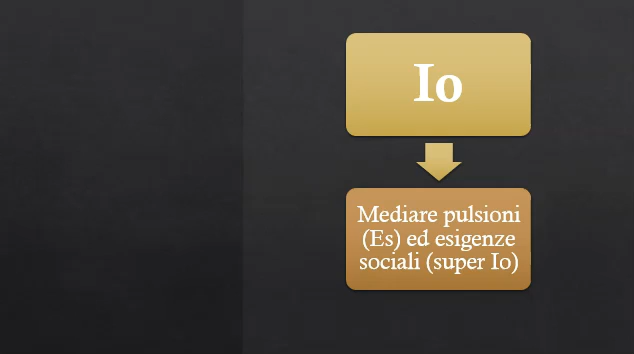 Io
Mediare pulsioni
(Es) ed esigenze
sociali (super Io)